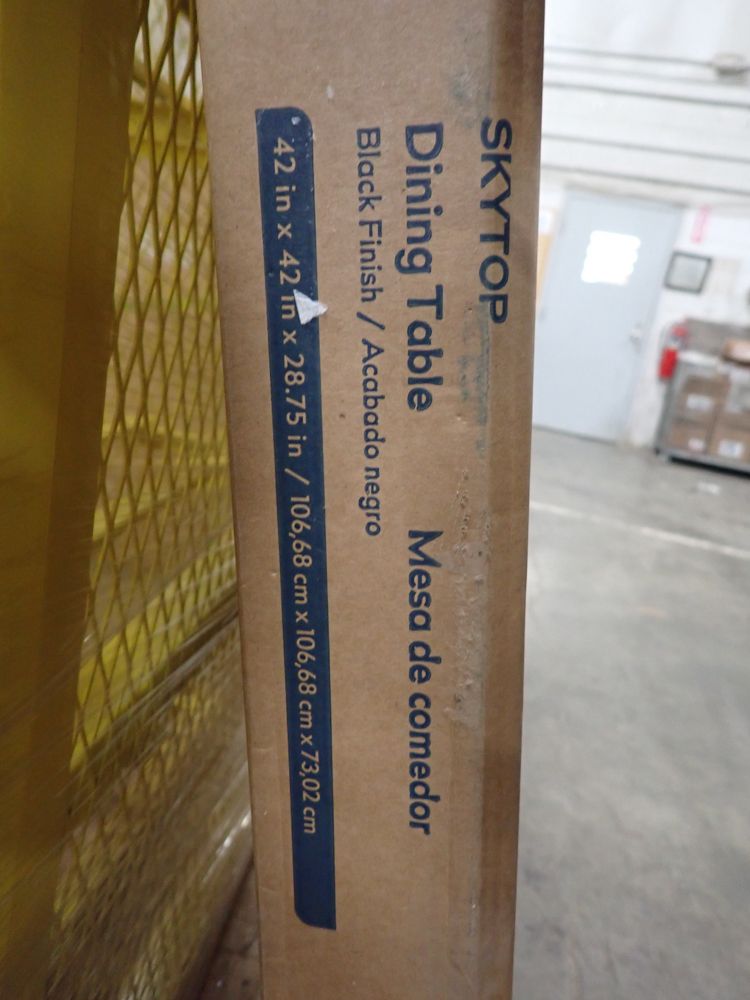 SKYTOP
Dining Table Mesa de comedor
Black Finish / Acabado negro
42 in x 42 in x 28.75 in / 106,68 cm x 106,68 cm x 73,02 cm